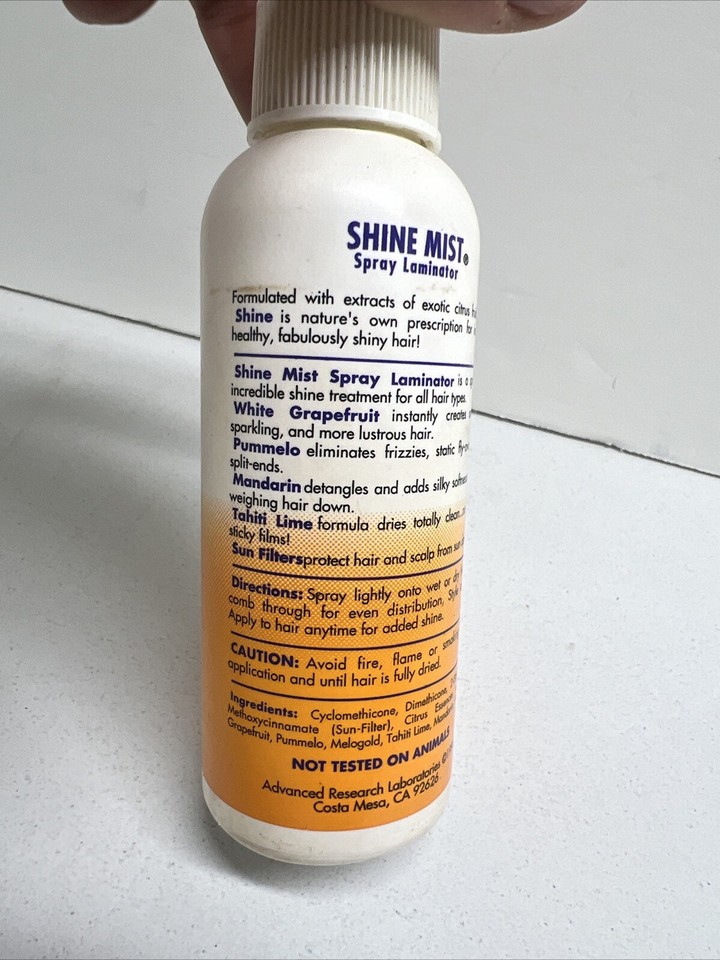 SHINE MIST®
Spray Laminator
Formulated with extracts of exotic citrus
Shine is nature's own prescription for
healthy, fabulously shiny hair!
Shine Mist Spray Laminator is a
incredible shine treatment for all hair types.
White Grapefruit instantly creates
sparkling, and more lustrous hair.
Pummelo eliminates frizzies, static
split-ends.
Mandarin detangles and adds silky
weighing hair down.
Tahiti Lime formula dries totally clean...
sticky films!
Sun Filters protect hair and scalp from sun
Directions: Spray lightly onto wet or dry
comb through for even distribution, Style
Apply to hair anytime for added shine.
CAUTION: Avoid fire, flame or
application and until hair is fully dried.
Ingredients: Cyclomethicone, Dimethicone,
Methoxycinnamate (Sun-Filter), Citrus Essences
Grapefruit, Pummelo, Melogold, Tahiti Lime,
NOT TESTED ON ANIMALS
Advanced Research Laboratories
Costa Mesa, CA 92626